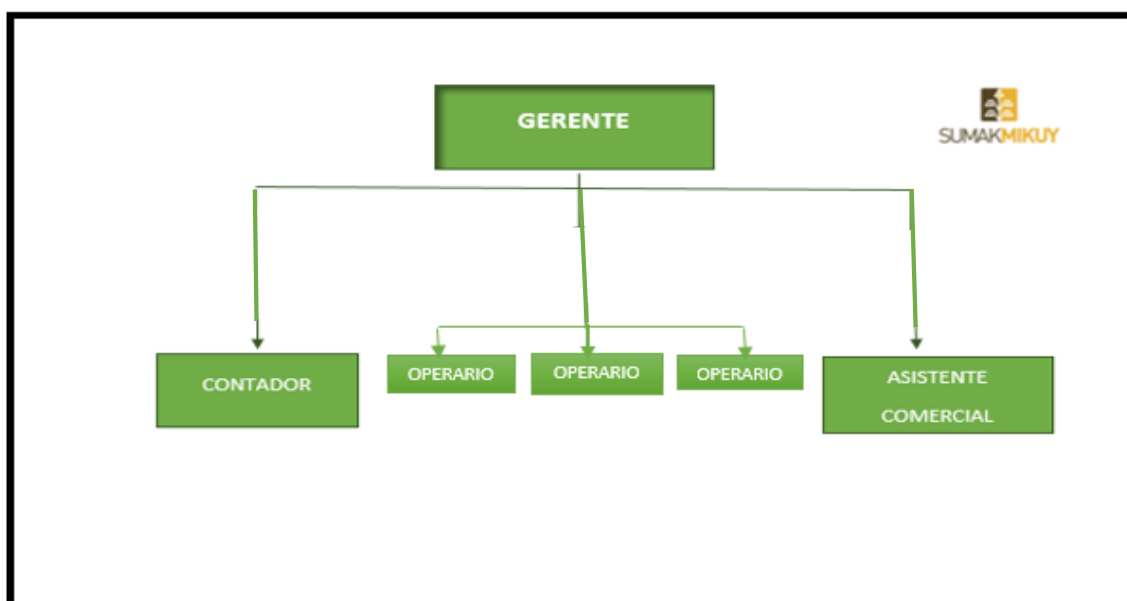 GERENTE
SUMAKMIKUY
CONTADOR
OPERARIO
OPERARIO
OPERARIO
ASISTENTE
COMERCIAL